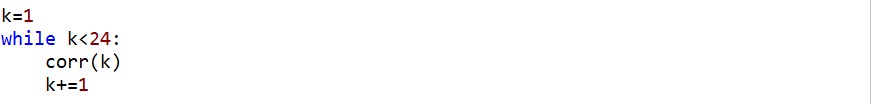 k=1
while k<24:
    corr(k)
    k+=1